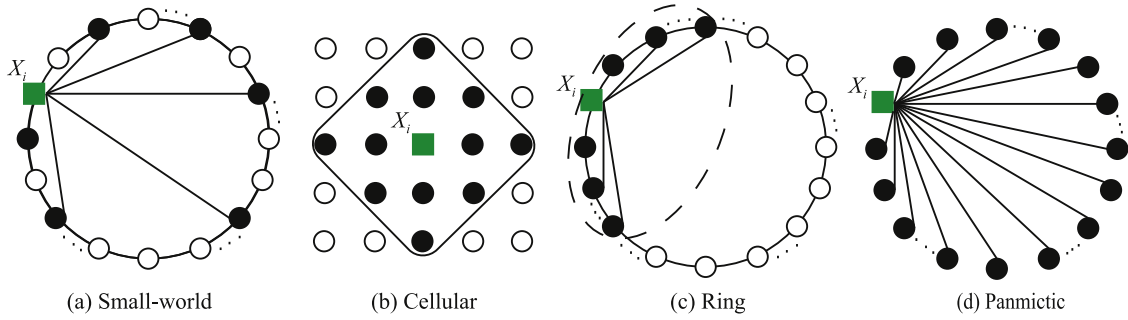 X_i
X_i
X_i
X_i
(a) Small-world
(b) Cellular
(c) Ring
(d) Panmictic